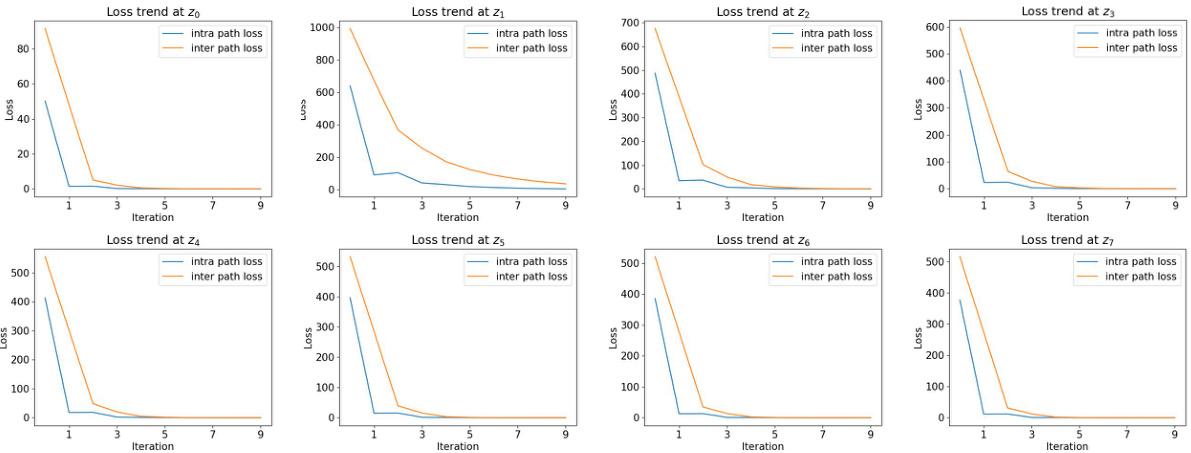 Loss trend at z0
Loss
80
60
40
20
0
1
3
5
7
9
Iteration
intra path loss
inter path loss
Loss trend at z1
Loss
1000
800
600
400
200
0
1
3
5
7
9
Iteration
intra path loss
inter path loss
Loss trend at z2
Loss
700
600
500
400
300
200
100
0
1
3
5
7
9
Iteration
intra path loss
inter path loss
Loss trend at z3
Loss
600
500
400
300
200
100
0
1
3
5
7
9
Iteration
intra path loss
inter path loss
Loss trend at z4
Loss
500
400
300
200
100
0
1
3
5
7
9
Iteration
intra path loss
inter path loss
Loss trend at z5
Loss
500
400
300
200
100
0
1
3
5
7
9
Iteration
intra path loss
inter path loss
Loss trend at z6
Loss
500
400
300
200
100
0
1
3
5
7
9
Iteration
intra path loss
inter path loss
Loss trend at z7
Loss
500
400
300
200
100
0
1
3
5
7
9
Iteration
intra path loss
inter path loss